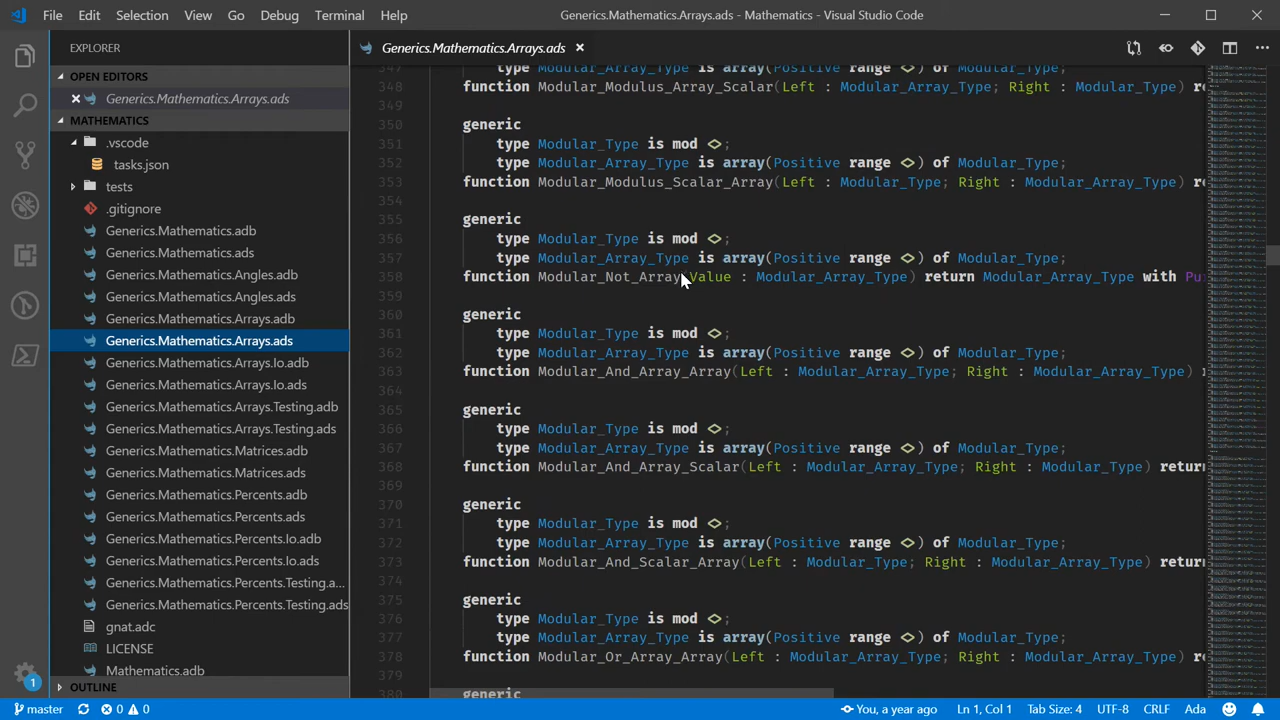 File Edit Selection View Go Debug Terminal Help
Generics.Mathematics.Arrays.ads - Mathematics - Visual Studio Code
EXPLORER
OPEN EDITORS
Generics.Mathematics.Arrays.ads
MATHEMATICS
.vscode
tasks.json
tests
.gitignore
Generics.Mathematics.adb
Generics.Mathematics.ads
Generics.Mathematics.Angles.adb
Generics.Mathematics.Angles.ads
Generics.Mathematics.Arrays.adb
Generics.Mathematics.Arrays.ads
Generics.Mathematics.Arrays.Io.adb
Generics.Mathematics.Arrays.Io.ads
Generics.Mathematics.Arrays.Testing.adb
Generics.Mathematics.Arrays.Testing.ads
Generics.Mathematics.Matrices.adb
Generics.Mathematics.Matrices.ads
Generics.Mathematics.Percents.adb
Generics.Mathematics.Percents.ads
Generics.Mathematics.Percents.Io.adb
Generics.Mathematics.Percents.Io.ads
Generics.Mathematics.Percents.Testing.a...
Generics.Mathematics.Percents.Testing.ads
gnat.adc
LICENSE
Mathematics.adb
OUTLINE
1
Generics.Mathematics.Arrays.ads
347 type Modular_Array_Type is array(Positive range <>) of Modular_Type;
348 function Modular_Modulus_Array_Scalar(Left : Modular_Array_Type; Right : Modular_Type) re
349
350 generic
351 type Modular_Type is mod <>;
352 type Modular_Array_Type is array(Positive range <>) of Modular_Type;
353 function Modular_Modulus_Scalar_Array(Left : Modular_Type; Right : Modular_Array_Type) re
354
355 generic
356 type Modular_Type is mod <>;
357 type Modular_Array_Type is array(Positive range <>) of Modular_Type;
358 function Modular_Not_Array Value : Modular_Array_Type) return Modular_Array_Type with Pu
359
360 generic
361 type Modular_Type is mod <>;
362 type Modular_Array_Type is array(Positive range <>) of Modular_Type;
363 function Modular_And_Array_Array(Left : Modular_Array_Type; Right : Modular_Array_Type)
364
365 generic
366 type Modular_Type is mod <>;
367 type Modular_Array_Type is array(Positive range <>) of Modular_Type;
368 function Modular_And_Array_Scalar(Left : Modular_Array_Type; Right : Modular_Type) return
369
370 generic
371 type Modular_Type is mod <>;
372 type Modular_Array_Type is array(Positive range <>) of Modular_Type;
373 function Modular_And_Scalar_Array(Left : Modular_Type; Right : Modular_Array_Type) return
374
375 generic
376 type Modular_Type is mod <>;
377 type Modular_Array_Type is array(Positive range <>) of Modular_Type;
378 function Modular_Or_Array_Array(Left : Modular_Array_Type; Right : Modular_Array_Type) re
379
380 generic
master 0 0 You, a year ago Ln 1, Col 1 Tab Size: 4 UTF-8 CRLF Ada